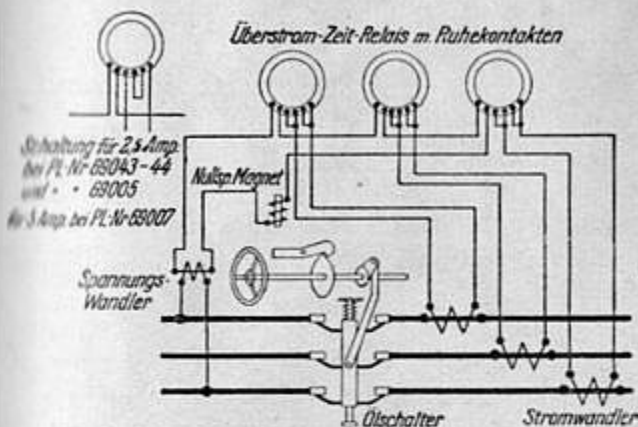 Überstrom-Zeit-Relais m. Ruhekontakten
Schaltung für 2,5 Amp.
bei PL-Nr 69043-44
und " " 69005
5 Amp. bei PL-Nr 69007
Nullsp. Magnet
Spannungs-
Wandler
Ölschalter
Stromwandler